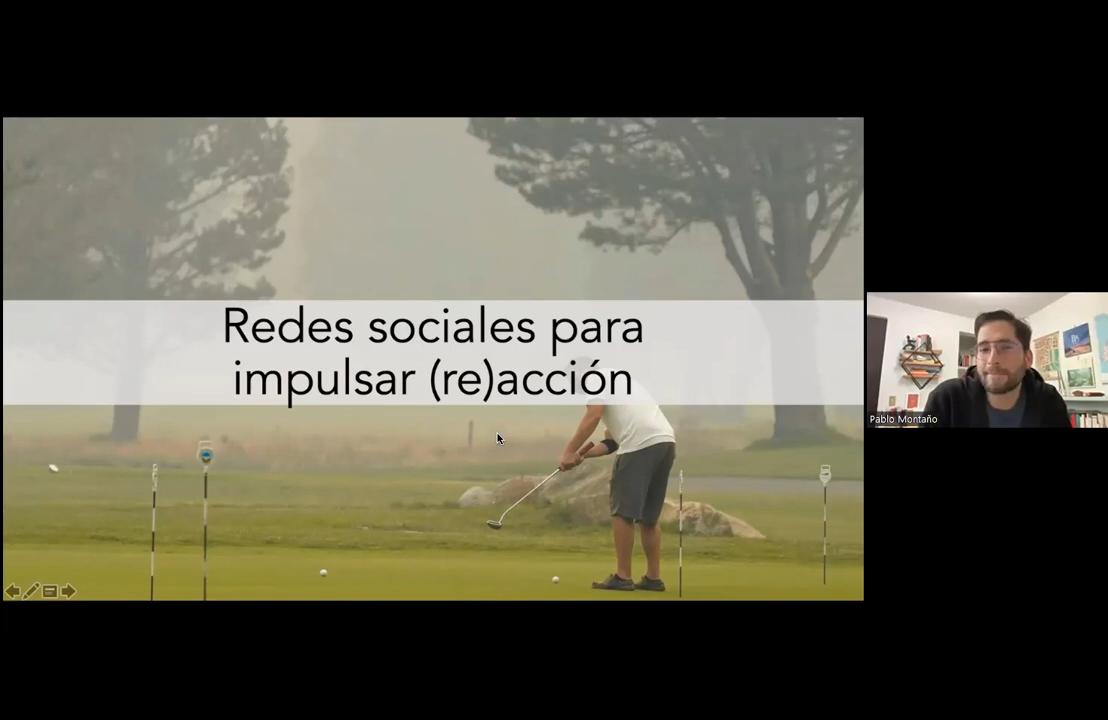 Redes sociales para
impulsar (re)acción
Pablo Montaño